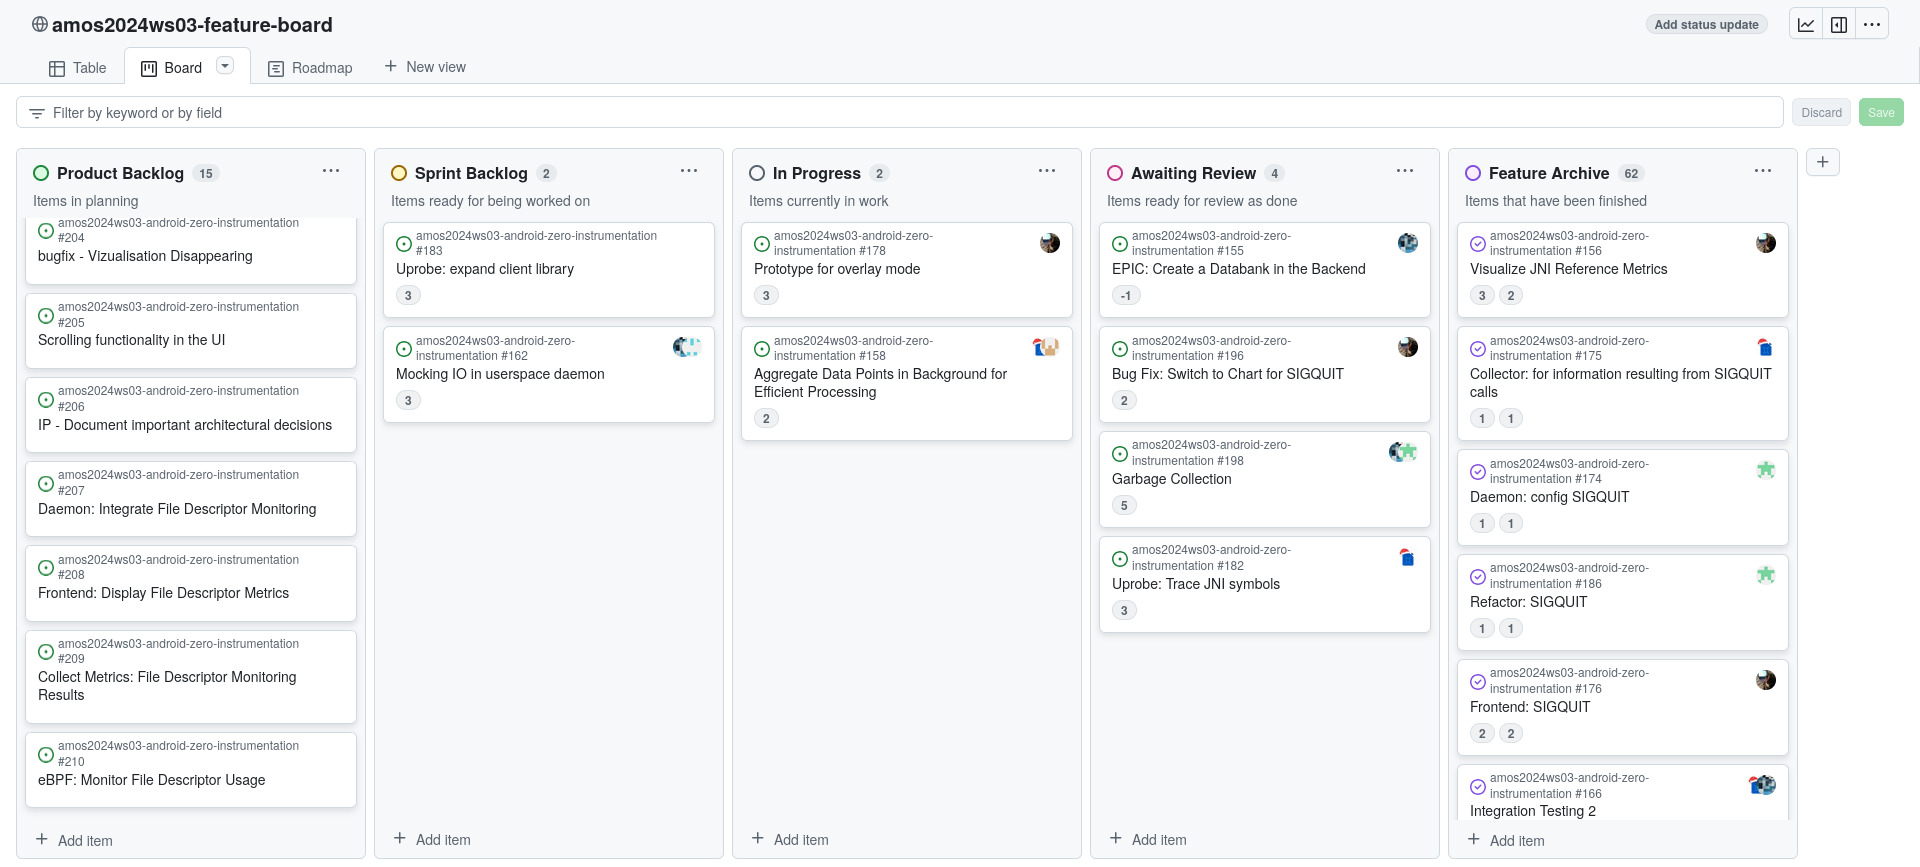 amos2024ws03-feature-board
Add status update
Table
Board
Roadmap
New view
Filter by keyword or by field
Discard
Save
Product Backlog 15
Items in planning
amos2024ws03-android-zero-instrumentation
#204
bugfix - Vizualisation Disappearing
amos2024ws03-android-zero-instrumentation
#205
Scrolling functionality in the UI
amos2024ws03-android-zero-instrumentation
#206
IP - Document important architectural decisions
amos2024ws03-android-zero-instrumentation
#207
Daemon: Integrate File Descriptor Monitoring
amos2024ws03-android-zero-instrumentation
#208
Frontend: Display File Descriptor Metrics
amos2024ws03-android-zero-instrumentation
#209
Collect Metrics: File Descriptor Monitoring
Results
amos2024ws03-android-zero-instrumentation
#210
eBPF: Monitor File Descriptor Usage
Add item
Sprint Backlog 2
Items ready for being worked on
amos2024ws03-android-zero-instrumentation
#183
Uprobe: expand client library
3
amos2024ws03-android-zero-
instrumentation #162
Mocking IO in userspace daemon
3
Add item
In Progress 2
Items currently in work
amos2024ws03-android-zero-
instrumentation #178
Prototype for overlay mode
3
amos2024ws03-android-zero-
instrumentation #158
Aggregate Data Points in Background for
Efficient Processing
2
Add item
Awaiting Review 4
Items ready for review as done
amos2024ws03-android-zero-
instrumentation #155
EPIC: Create a Databank in the Backend
-1
amos2024ws03-android-zero-
instrumentation #196
Bug Fix: Switch to Chart for SIGQUIT
2
amos2024ws03-android-zero-
instrumentation #198
Garbage Collection
5
amos2024ws03-android-zero-
instrumentation #182
Uprobe: Trace JNI symbols
3
Add item
Feature Archive 62
Items that have been finished
amos2024ws03-android-zero-
instrumentation #156
Visualize JNI Reference Metrics
3 2
amos2024ws03-android-zero-
instrumentation #175
Collector: for information resulting from SIGQUIT
calls
1 1
amos2024ws03-android-zero-
instrumentation #174
Daemon: config SIGQUIT
1 1
amos2024ws03-android-zero-
instrumentation #186
Refactor: SIGQUIT
1 1
amos2024ws03-android-zero-
instrumentation #176
Frontend: SIGQUIT
2 2
amos2024ws03-android-zero-
instrumentation #166
Integration Testing 2
Add item